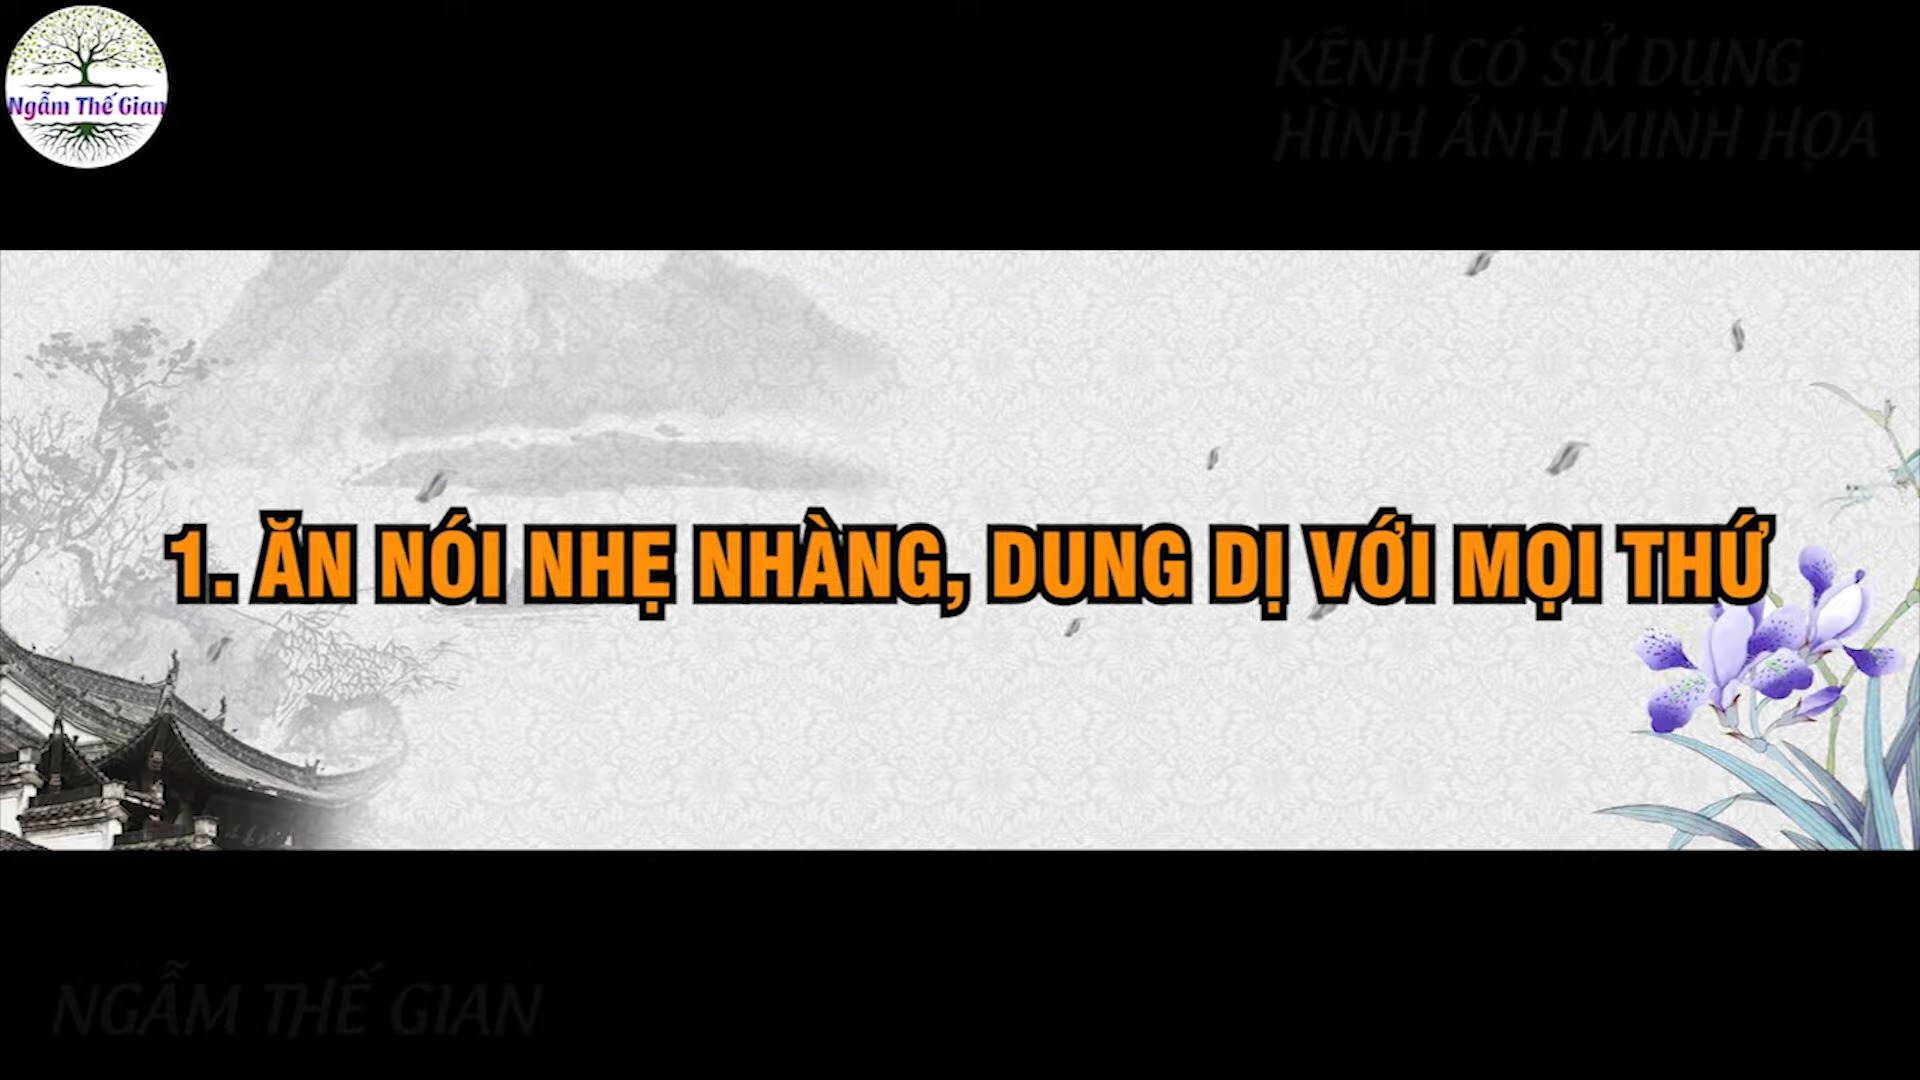 Ngẫm Thế Gian
KÊNH CÓ SỬ DỤNG
HÌNH ẢNH MINH HỌA
1. ĂN NÓI NHẸ NHÀNG, DUNG DỊ VỚI MỌI THỨ
NGẪM THẾ GIAN